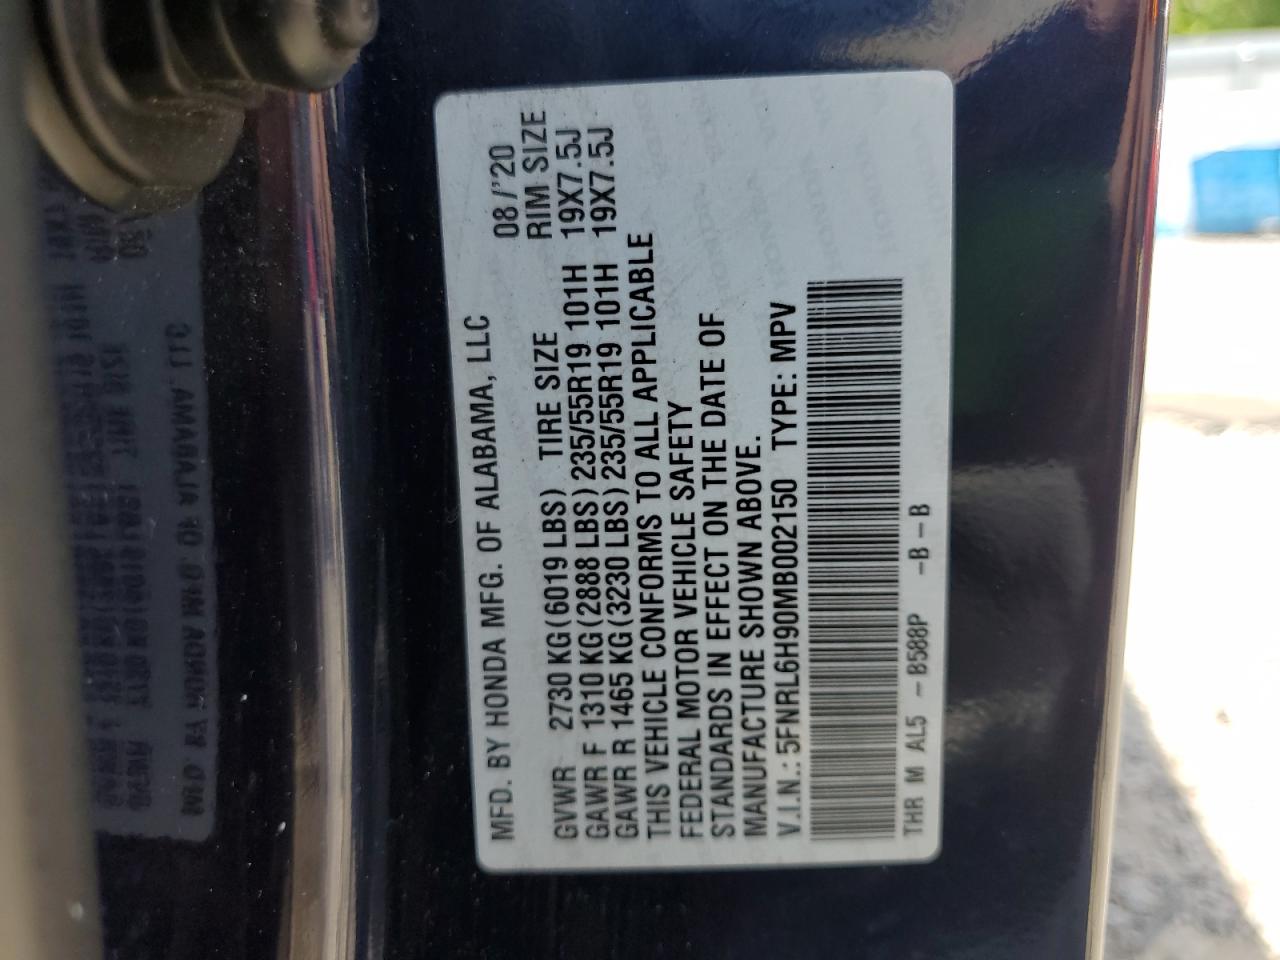 MFD. BY HONDA MFG. OF ALABAMA, LLC 08/'20
GVWR 2730 KG(6019 LBS) TIRE SIZE RIM SIZE
GAWR F 1310 KG(2888 LBS) 235/55R19 101H 19X7.5J
GAWR R 1465 KG(3230 LBS) 235/55R19 101H 19X7.5J
THIS VEHICLE CONFORMS TO ALL APPLICABLE
FEDERAL MOTOR VEHICLE SAFETY
STANDARDS IN EFFECT ON THE DATE OF
MANUFACTURE SHOWN ABOVE.
V.I.N.: 5FNRL6H90MB002150 TYPE: MPV
THR M AL5 – B588P –B–B